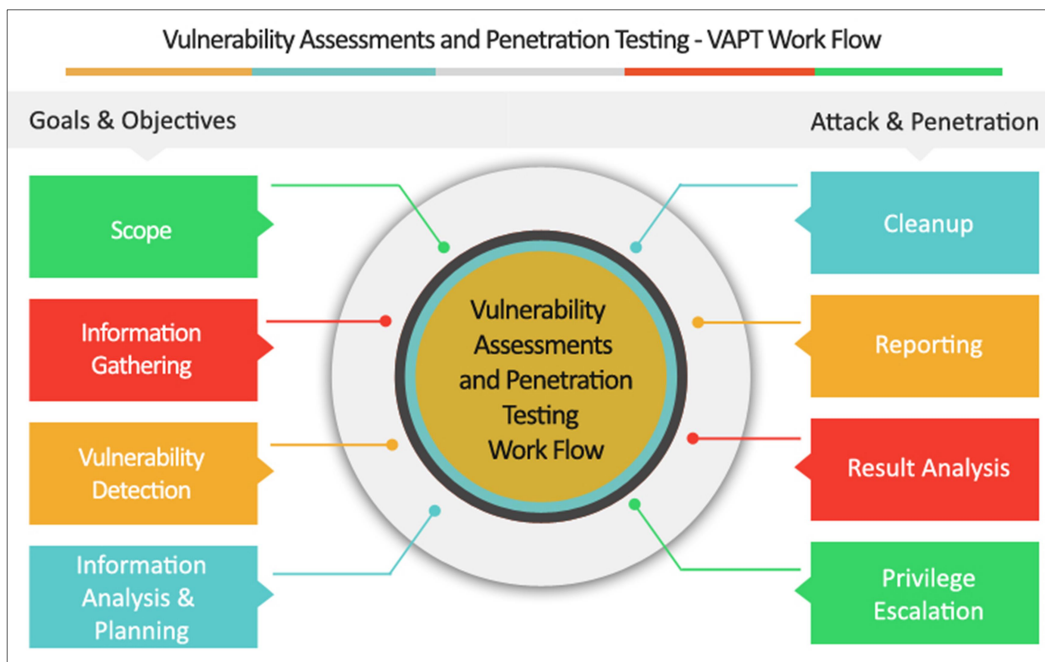 Vulnerability Assessments and Penetration Testing - VAPT Work Flow
Goals & Objectives
Attack & Penetration
Scope
Information
Gathering
Vulnerability
Detection
Information
Analysis &
Planning
Vulnerability
Assessments
and Penetration
Testing
Work Flow
Cleanup
Reporting
Result Analysis
Privilege
Escalation